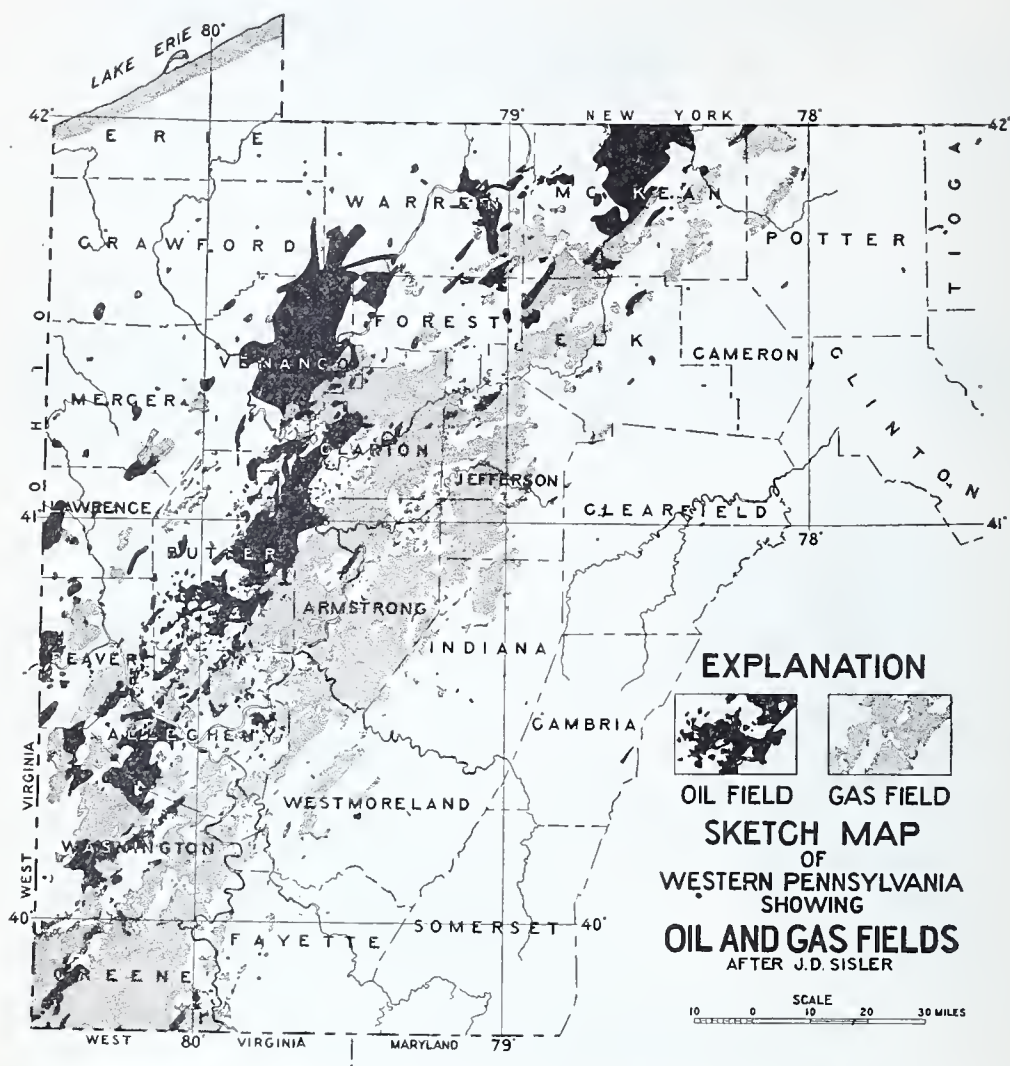 LAKE ERIE
80°
42°
79°
NEW YORK
78°
42°
ERIE
WARREN
MC KEAN
TIOGA
CRAWFORD
POTTER
OHIO
FOREST
ELK
VENANGO
CAMERON
CLINTON
MERCER
CLARION
JEFFERSON
LAWRENCE
CLEARFIELD
41
41°
78°
BUTLER
ARMSTRONG
INDIANA
BEAVER
CAMBRIA
ALLEGHENY
WESTMORELAND
WASHINGTON
WEST VIRGINIA
40
SOMERSET
40°
FAYETTE
GREENE
WEST
80°
VIRGINIA
MARYLAND
79°
EXPLANATION
OIL FIELD GAS FIELD
SKETCH MAP
OF
WESTERN PENNSYLVANIA
SHOWING
OIL AND GAS FIELDS
AFTER J.D. SISLER
SCALE
10 0 10 20 30 MILES